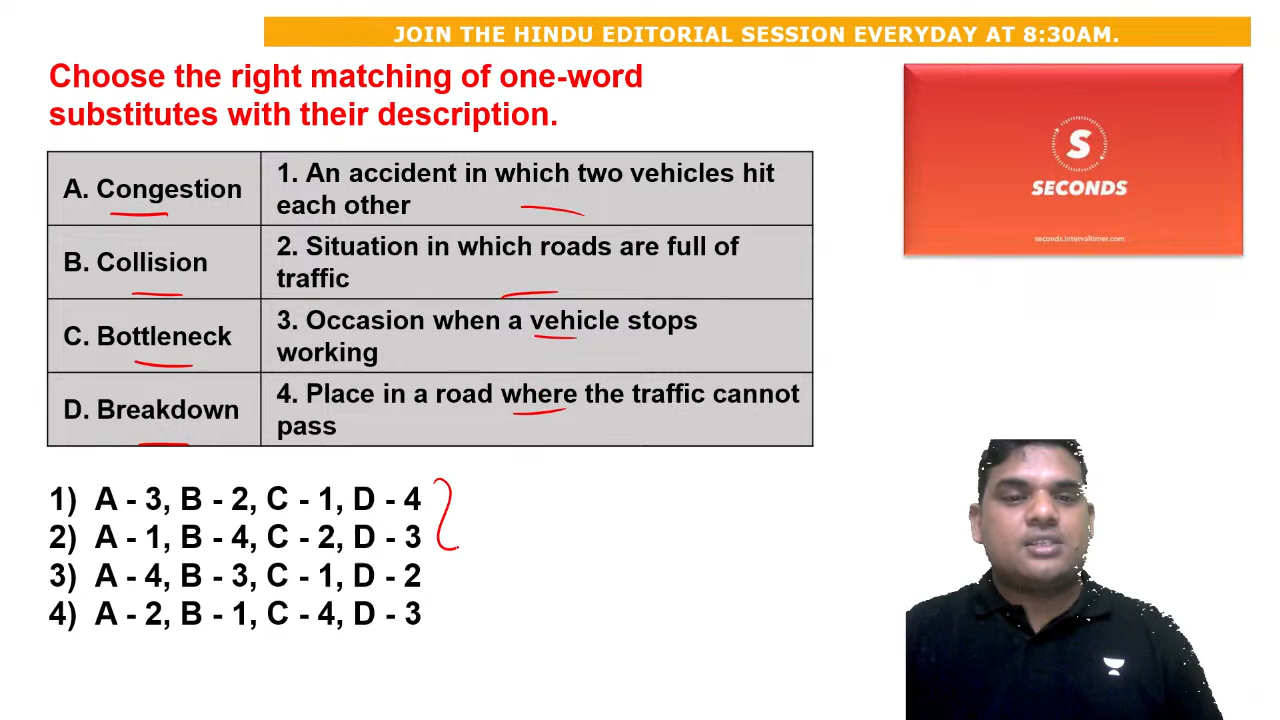 JOIN THE HINDU EDITORIAL SESSION EVERYDAY AT 8:30AM.
Choose the right matching of one-word
substitutes with their description.
A. Congestion
1. An accident in which two vehicles hit
each other
B. Collision
2. Situation in which roads are full of
traffic
C. Bottleneck
3. Occasion when a vehicle stops
working
D. Breakdown
4. Place in a road where the traffic cannot
pass
1) A - 3, B - 2, C - 1, D - 4
2) A - 1, B - 4, C - 2, D - 3
3) A - 4, B - 3, C - 1, D - 2
4) A - 2, B - 1, C - 4, D - 3
S
SECONDS
seconds.intervaltimer.com